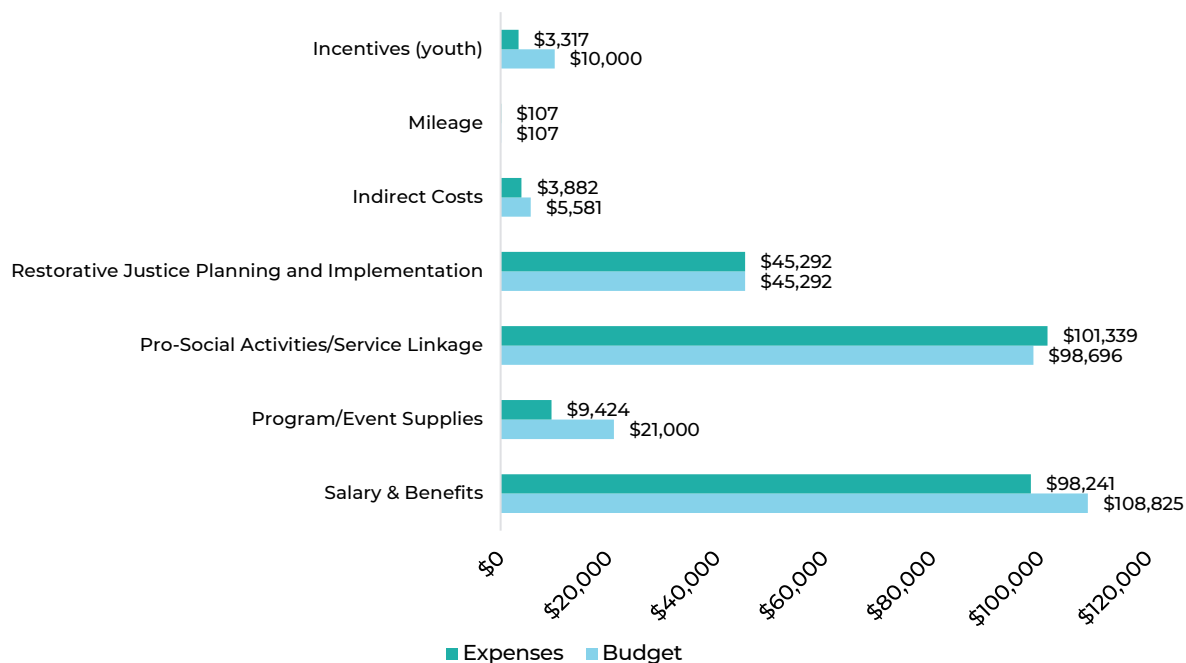 Incentives (youth)
$3,317
$10,000
Mileage
$107
$107
Indirect Costs
$3,882
$5,581
Restorative Justice Planning and Implementation
$45,292
$45,292
Pro-Social Activities/Service Linkage
$101,339
$98,696
Program/Event Supplies
$9,424
$21,000
Salary & Benefits
$98,241
$108,825
$0
$20,000
$40,000
$60,000
$80,000
$100,000
$120,000
Expenses
Budget